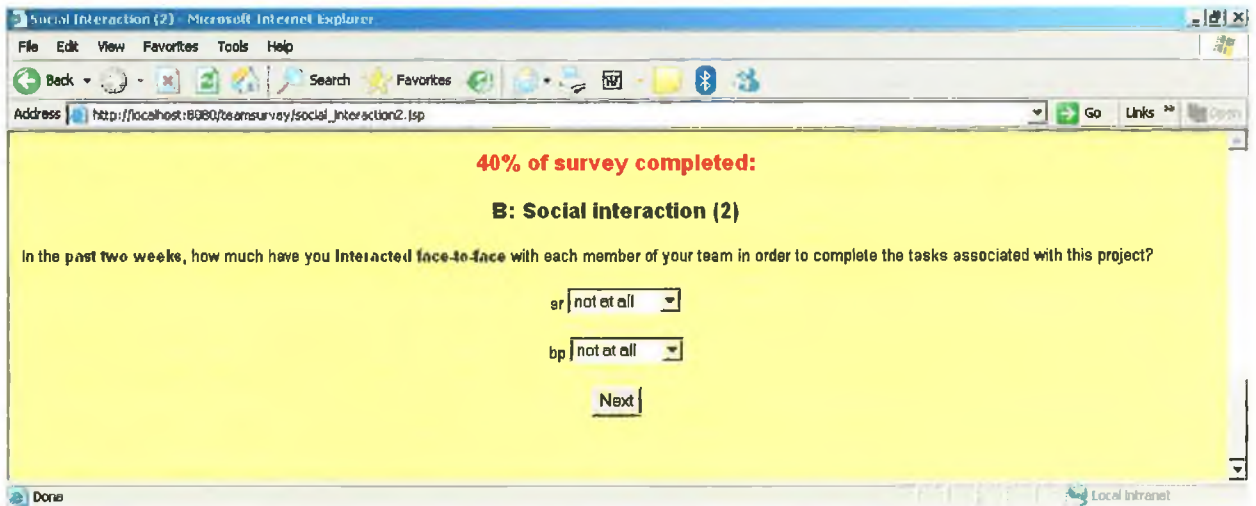 Social Interaction (2) - Microsoft Internet Explorer
File Edit View Favorites Tools Help
Back Search Favorites
Address http://localhost:8080/teamsurvey/social_interaction2.jsp Go Links
40% of survey completed:
B: Social interaction (2)
In the past two weeks, how much have you interacted face-to-face with each member of your team in order to complete the tasks associated with this project?
ar not at all
bp not at all
Next
Done Local intranet